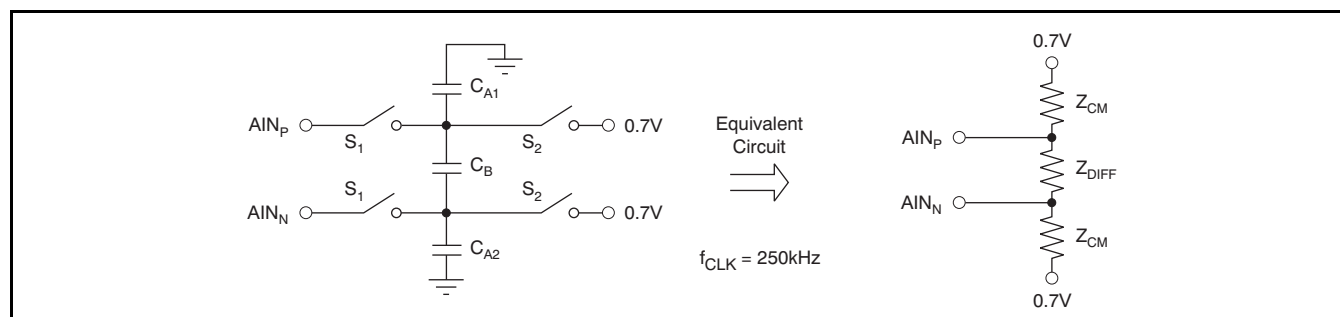 C_A1
AIN_P
S_1
S_2
0.7V
C_B
AIN_N
S_1
S_2
0.7V
C_A2
Equivalent
Circuit
f_CLK = 250kHz
0.7V
Z_CM
AIN_P
Z_DIFF
AIN_N
Z_CM
0.7V